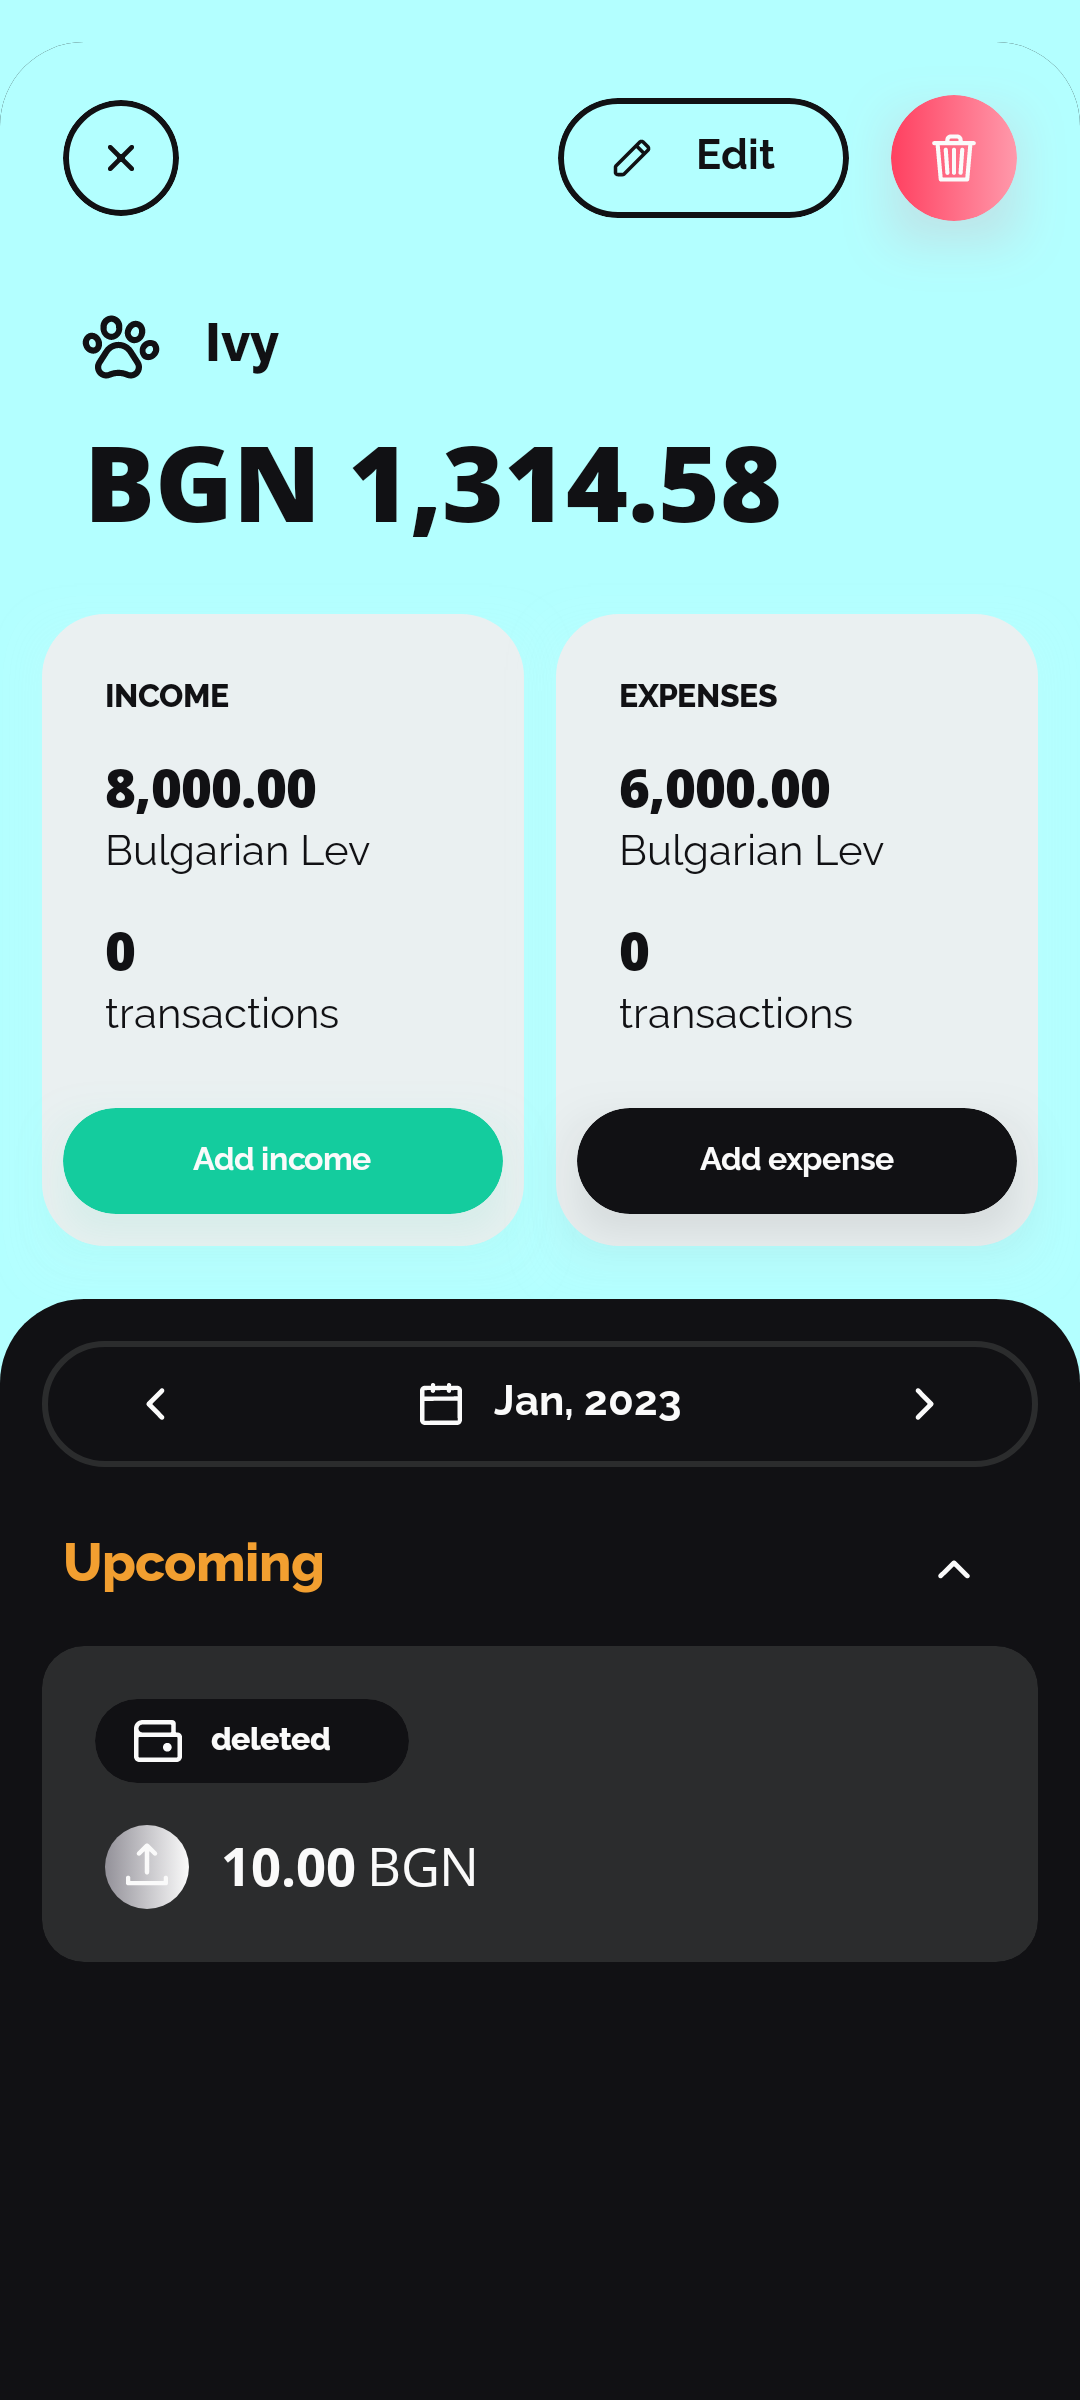 Edit
Ivy
BGN 1,314.58
INCOME
8,000.00
Bulgarian Lev
0
transactions
Add income
EXPENSES
6,000.00
Bulgarian Lev
0
transactions
Add expense
Jan, 2023
Upcoming
deleted
10.00 BGN